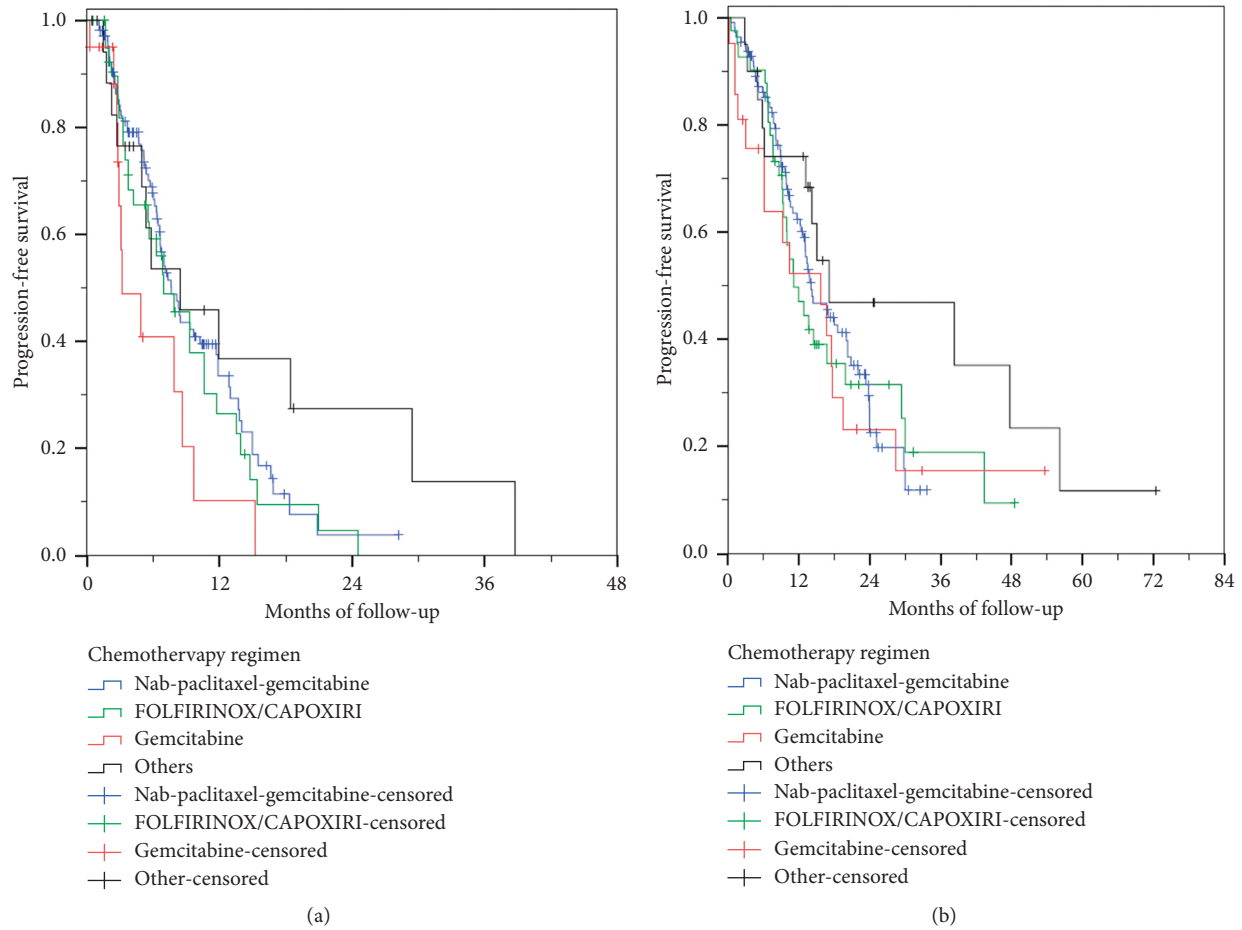 1.0
0.8
0.6
0.4
0.2
0.0
Progression-free survival
0 12 24 36 48
Months of follow-up
Chemothervapy regimen
Nab-paclitaxel-gemcitabine
FOLFIRINOX/CAPOXIRI
Gemcitabine
Others
Nab-paclitaxel-gemcitabine-censored
FOLFIRINOX/CAPOXIRI-censored
Gemcitabine-censored
Other-censored
(a)
1.0
0.8
0.6
0.4
0.2
0.0
Progression-free survival
0 12 24 36 48 60 72 84
Months of follow-up
Chemotherapy regimen
Nab-paclitaxel-gemcitabine
FOLFIRINOX/CAPOXIRI
Gemcitabine
Others
Nab-paclitaxel-gemcitabine-censored
FOLFIRINOX/CAPOXIRI-censored
Gemcitabine-censored
Other-censored
(b)